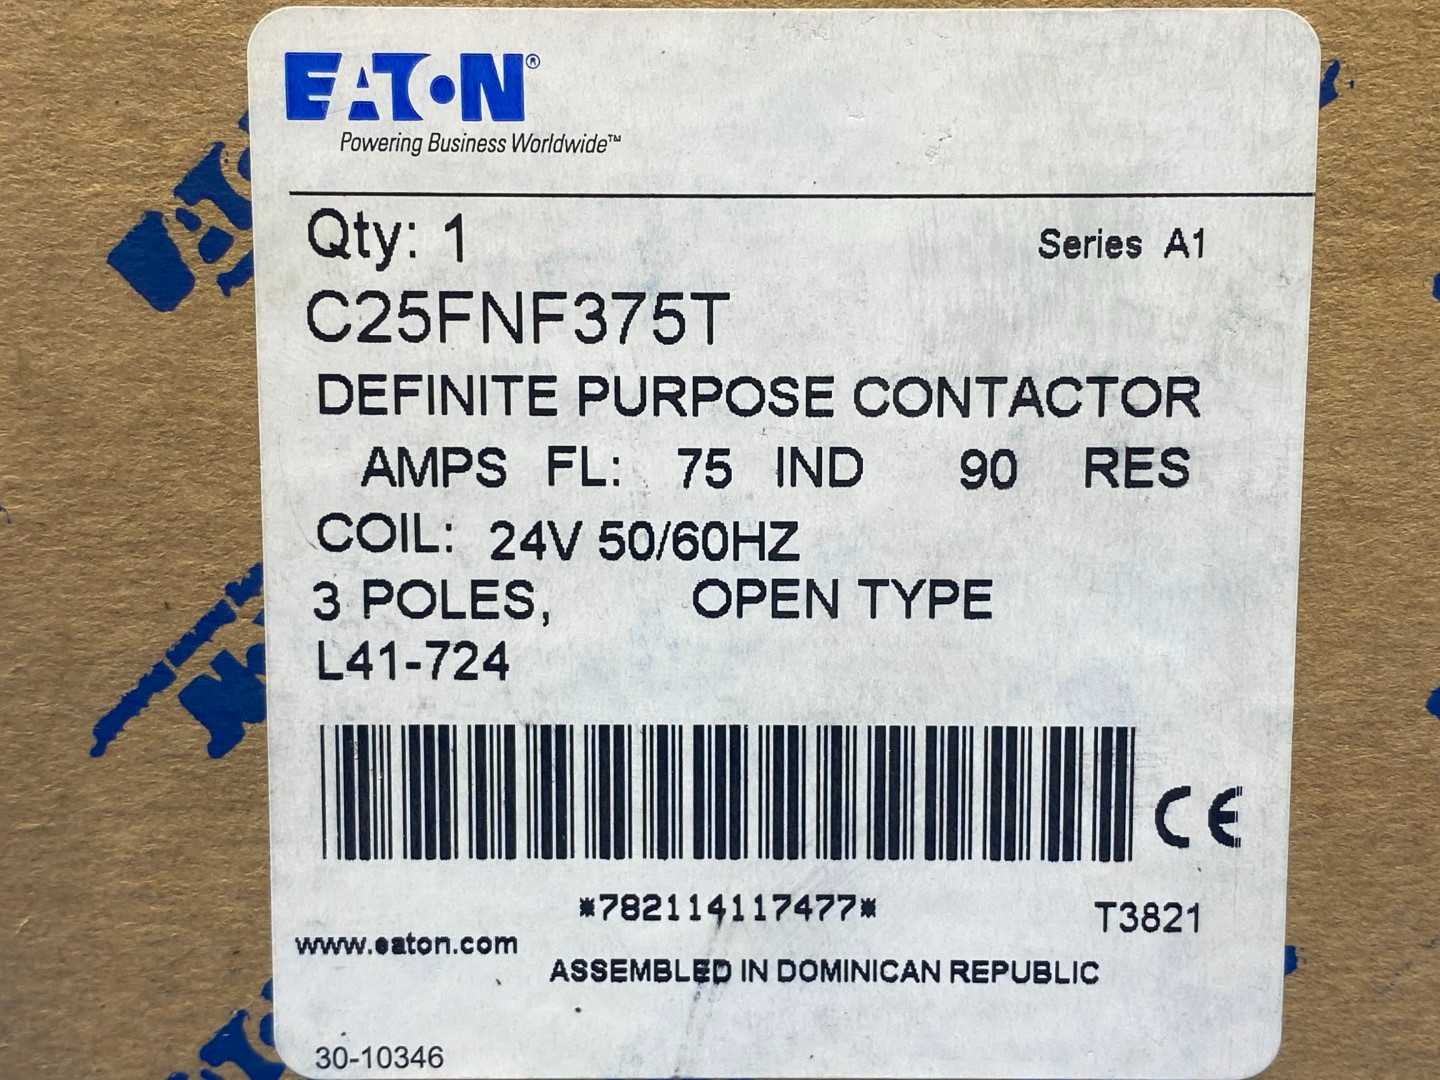 EATON®
Powering Business Worldwide™
Qty: 1 Series A1
C25FNF375T
DEFINITE PURPOSE CONTACTOR
AMPS FL: 75 IND 90 RES
COIL: 24V 50/60HZ
3 POLES, OPEN TYPE
L41-724
CE
*782114117477* T3821
www.eaton.com
ASSEMBLED IN DOMINICAN REPUBLIC
30-10346